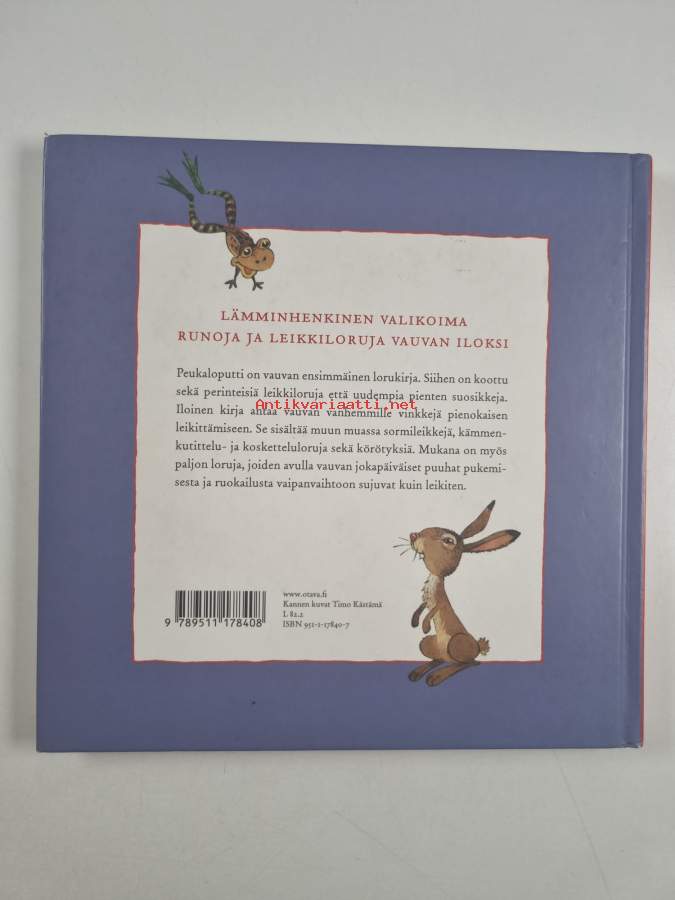 LÄMMINHENKINEN VALIKOIMA
RUNOJA JA LEIKKILORUJA VAUVAN ILOKSI
Peukaloputti on vauvan ensimmäinen lorukirja. Siihen on koottu
sekä perinteisiä leikkiloruja että uudempia pienten suosikkeja.
Antikvariaatti.net
Iloinen kirja antaa vauvan vanhemmille vinkkejä pienokaisen
leikittämiseen. Se sisältää muun muassa sormileikkejä, kämmen-
kutittelu- ja kosketteluloruja sekä körötyksiä. Mukana on myös
paljon loruja, joiden avulla vauvan jokapäiväiset puuhat pukemi-
sesta ja ruokailusta vaipanvaihtoon sujuvat kuin leikiten.
www.otava.fi
Kannen kuvat Timo Kästämä
L 82.2
ISBN 951-1-17840-7
9 789511 178408